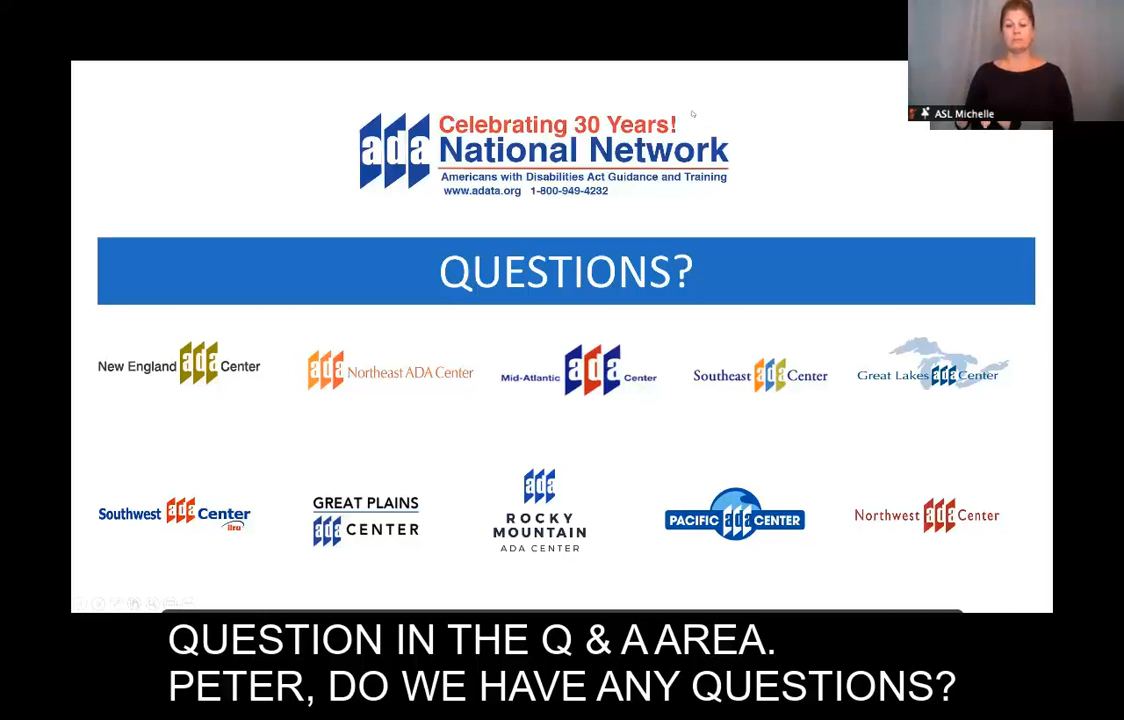 ASL Michelle
Celebrating 30 Years!
ada National Network
Americans with Disabilities Act Guidance and Training
www.adata.org 1-800-949-4232
QUESTIONS?
New England ada Center
ada Northeast ADA Center
Mid-Atlantic ada Center
Southeast ada Center
Great Lakes ada Center
Southwest ada Center
ilru
GREAT PLAINS
ada CENTER
ada
ROCKY
MOUNTAIN
ADA CENTER
PACIFIC ada CENTER
Northwest ada Center
QUESTION IN THE Q & A AREA.
PETER, DO WE HAVE ANY QUESTIONS?